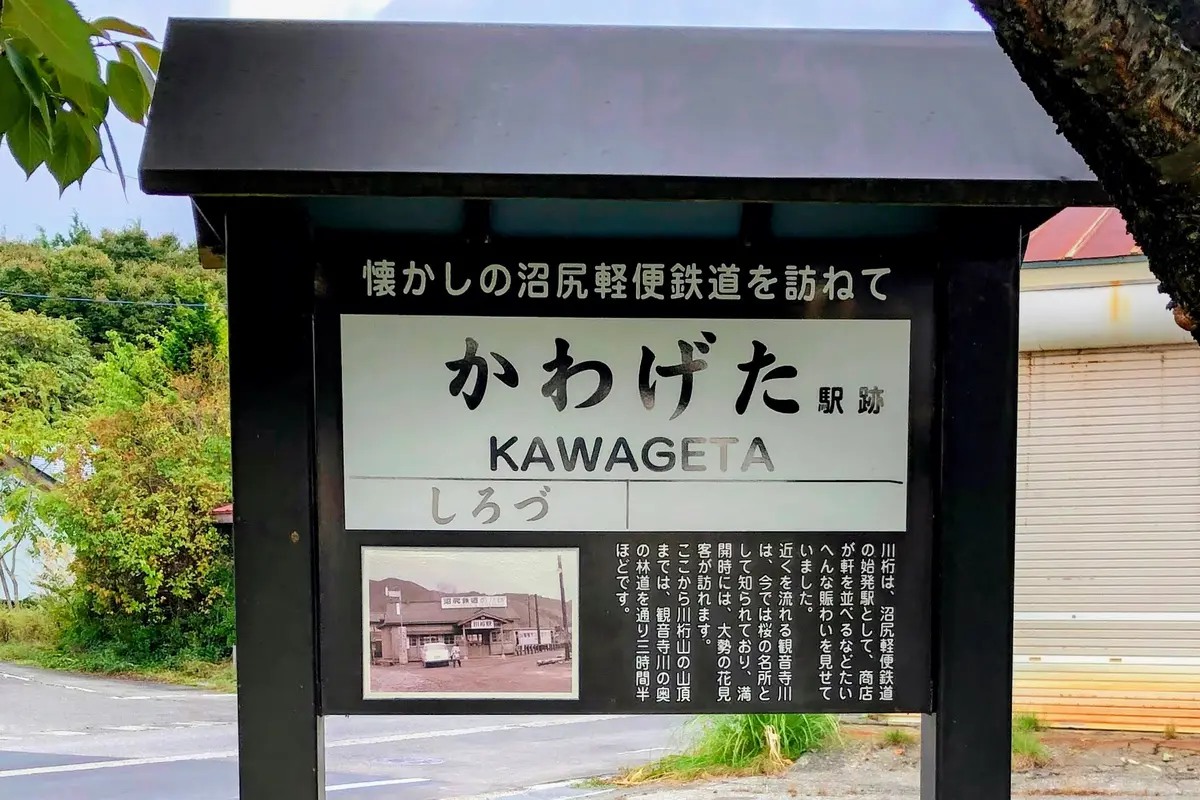 懐かしの沼尻軽便鉄道を訪ねて
かわげた駅跡
KAWAGETA
しろづ
川桁は、沼尻軽便鉄道
の始発駅として、商店
が軒を並べるなどたい
へんな賑わいを見せて
いました。
近くを流れる観音寺川
は、今では桜の名所と
して知られており、満
開時には、大勢の花見
客が訪れます。
ここから川桁山の山頂
までは、観音寺川の奥
の林道を通り三時間半
ほどです。
川桁駅